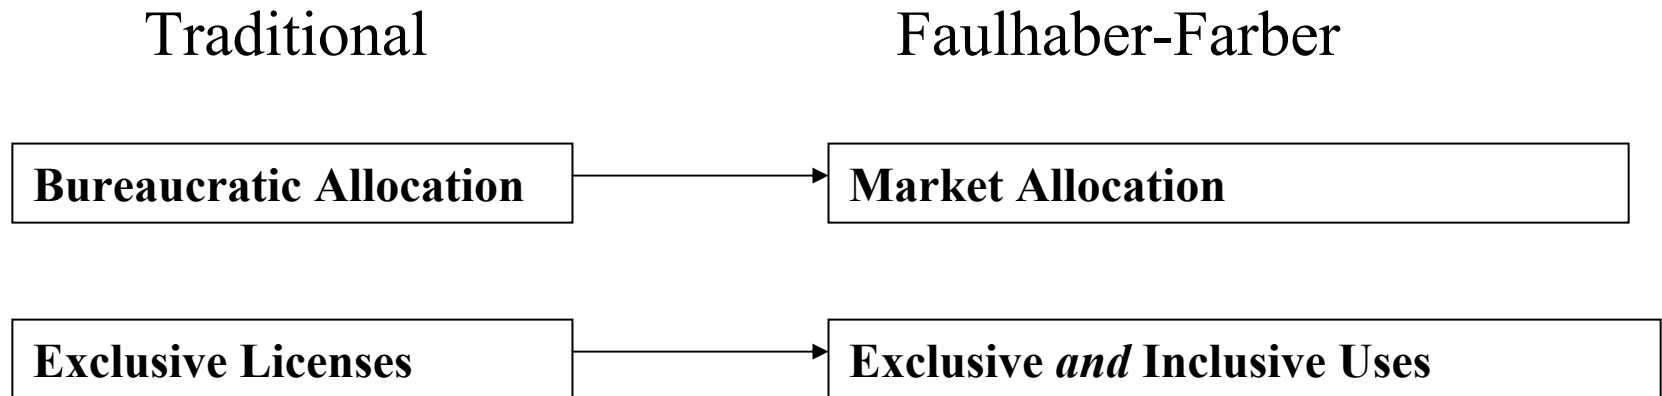 Traditional Faulhaber-Farber
Bureaucratic Allocation Market Allocation
Exclusive Licenses Exclusive and Inclusive Uses